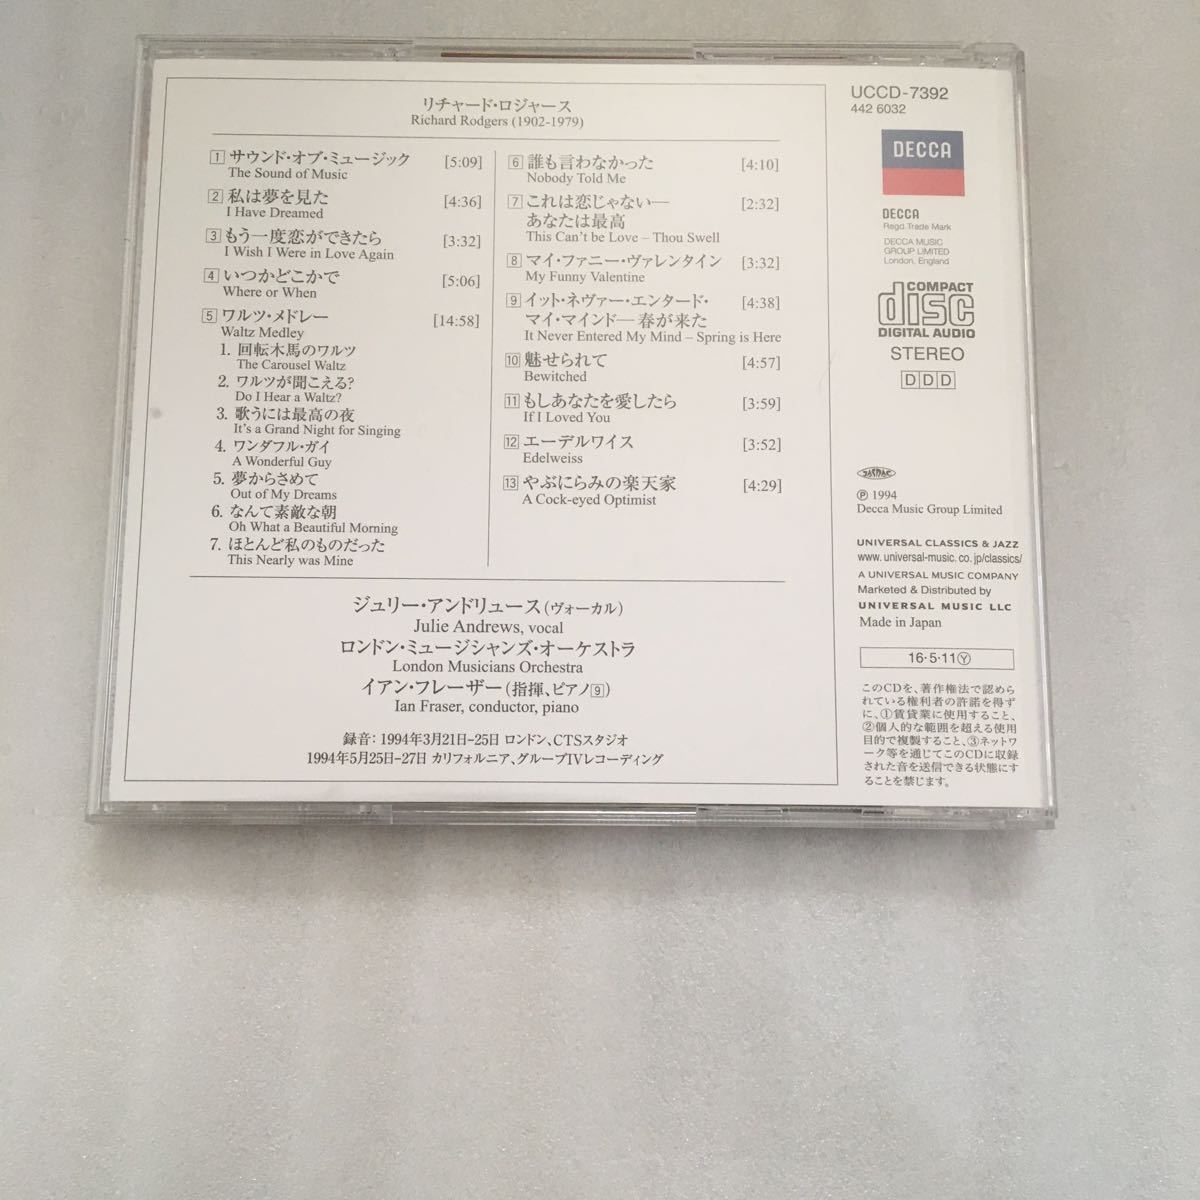 リチャード・ロジャース
Richard Rodgers (1902-1979)
1 サウンド・オブ・ミュージック [5:09]
The Sound of Music
2 私は夢を見た [4:36]
I Have Dreamed
3 もう一度恋ができたら [3:32]
I Wish I Were in Love Again
4 いつかどこかで [5:06]
Where or When
5 ワルツ・メドレー [14:58]
Waltz Medley
1. 回転木馬のワルツ
The Carousel Waltz
2. ワルツが聞こえる?
Do I Hear a Waltz?
3. 歌うには最高の夜
It's a Grand Night for Singing
4. ワンダフル・ガイ
A Wonderful Guy
5. 夢からさめて
Out of My Dreams
6. なんて素敵な朝
Oh What a Beautiful Morning
7. ほとんど私のものだった
This Nearly was Mine
6 誰も言わなかった [4:10]
Nobody Told Me
7 これは恋じゃない― [2:32]
あなたは最高
This Can't be Love – Thou Swell
8 マイ・ファニー・ヴァレンタイン [3:32]
My Funny Valentine
9 イット・ネヴァー・エンタード・ [4:38]
マイ・マインド―春が来た
It Never Entered My Mind – Spring is Here
10 魅せられて [4:57]
Bewitched
11 もしあなたを愛したら [3:59]
If I Loved You
12 エーデルワイス [3:52]
Edelweiss
13 やぶにらみの楽天家 [4:29]
A Cock-eyed Optimist
ジュリー・アンドリュース(ヴォーカル)
Julie Andrews, vocal
ロンドン・ミュージシャンズ・オーケストラ
London Musicians Orchestra
イアン・フレーザー(指揮、ピアノ9)
Ian Fraser, conductor, piano
録音:1994年3月21日-25日 ロンドン、CTSスタジオ
1994年5月25日-27日 カリフォルニア、グループIVレコーディング
UCCD-7392
442 6032
DECCA
DECCA
Regd. Trade Mark
DECCA MUSIC
GROUP LIMITED
London, England
COMPACT
disc
DIGITAL AUDIO
STEREO
DDD
JASRAC
℗ 1994
Decca Music Group Limited
UNIVERSAL CLASSICS & JAZZ
www. universal-music. co.jp/classics/
A UNIVERSAL MUSIC COMPANY
Marketed & Distributed by
UNIVERSAL MUSIC LLC
Made in Japan
16·5·11Ⓨ
このCDを、著作権法で認めら
れている権利者の許諾を得ず
に、①賃貸業に使用すること、
②個人的な範囲を超える使用
目的で複製すること、③ネットワ
ーク等を通じてこのCDに収録
された音を送信できる状態にす
ることを禁じます。